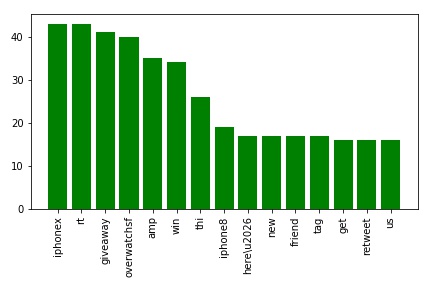 40
30
20
10
0
iphonex
rt
giveaway
overwatchsf
amp
win
thi
iphone8
here\u2026
new
friend
tag
get
retweet
us